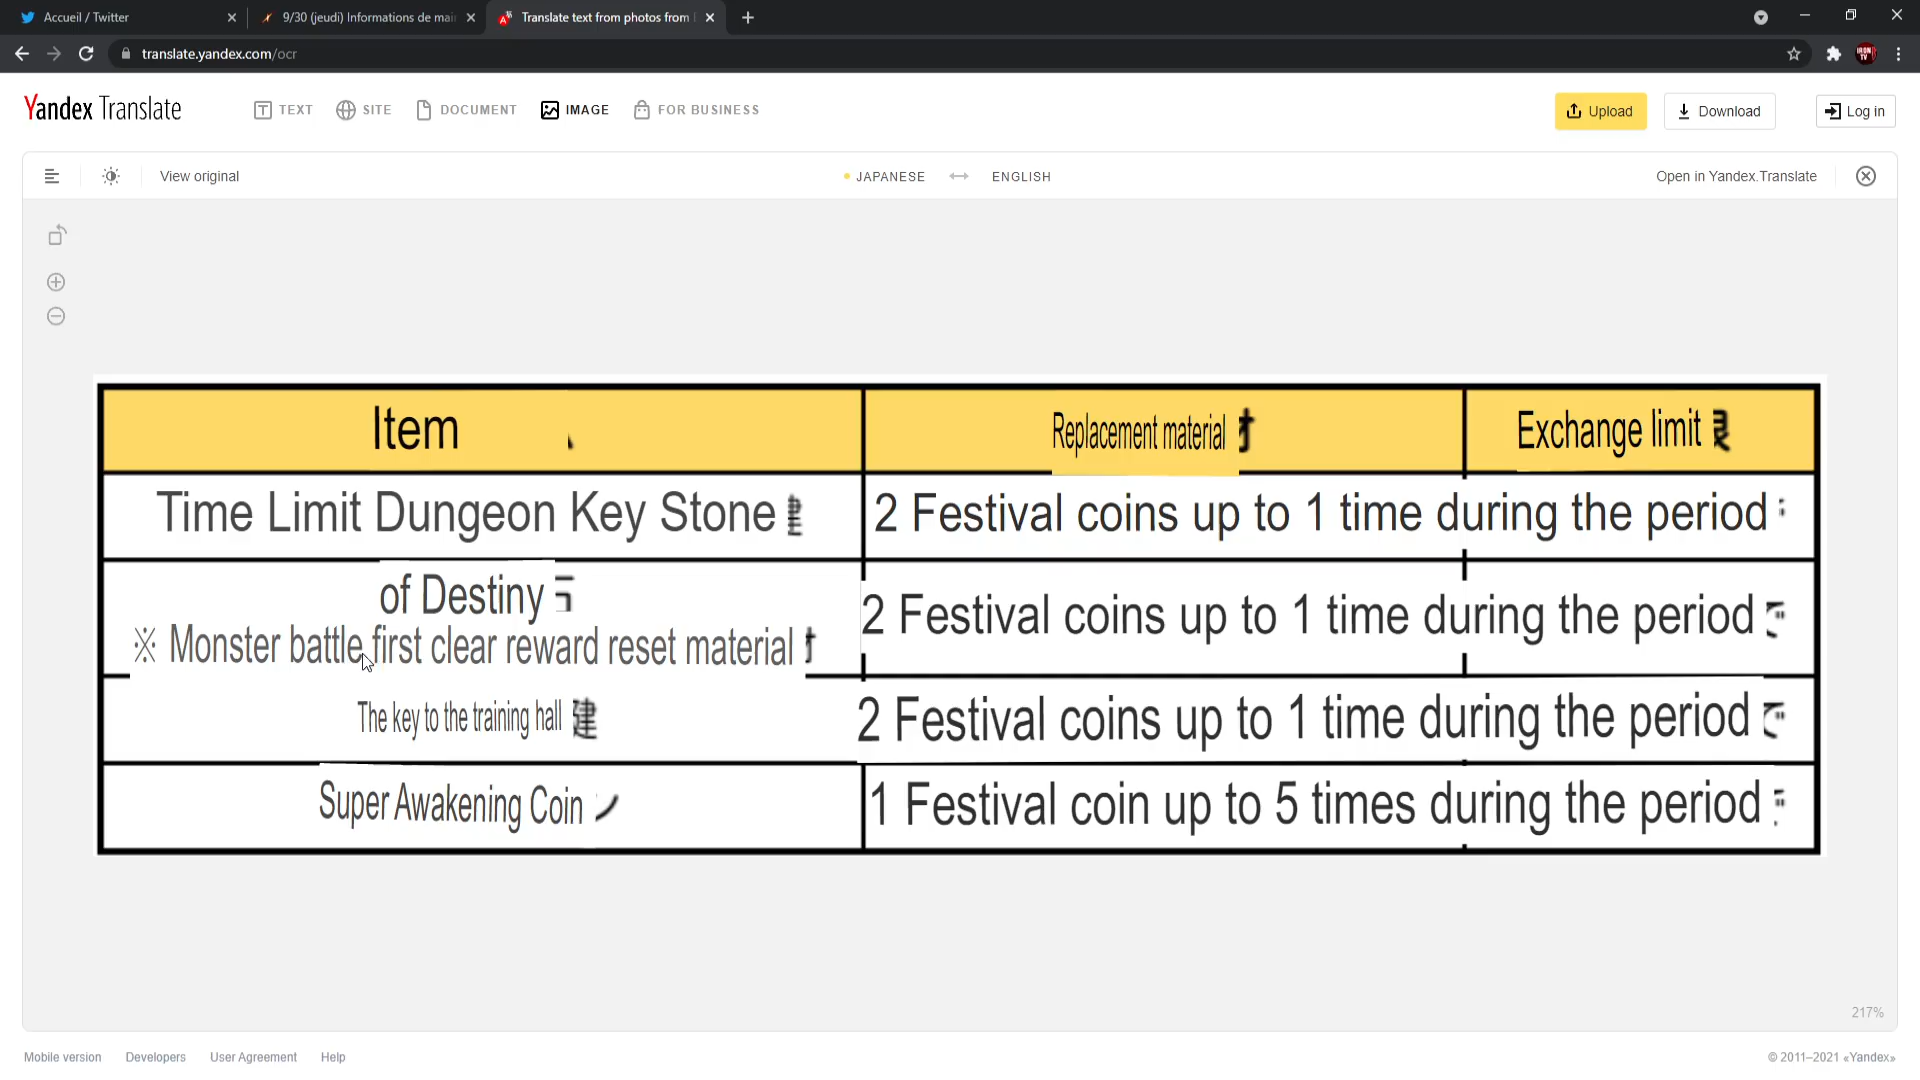 Accueil / Twitter
9/30 (jeudi) Informations de mai
Translate text from photos from
translate.yandex.com/ocr
Yandex Translate
TEXT
SITE
DOCUMENT
IMAGE
FOR BUSINESS
Upload
Download
Log in
View original
JAPANESE
ENGLISH
Open in Yandex.Translate
Item
Replacement material オ
Exchange limit
Time Limit Dungeon Key Stone
2 Festival coins up to 1 time during the period
of Destiny
※ Monster battle first clear reward reset material
2 Festival coins up to 1 time during the period
The key to the training hall 建
2 Festival coins up to 1 time during the period
Super Awakening Coin ン
1 Festival coin up to 5 times during the period
217%
Mobile version
Developers
User Agreement
Help
© 2011–2021 «Yandex»